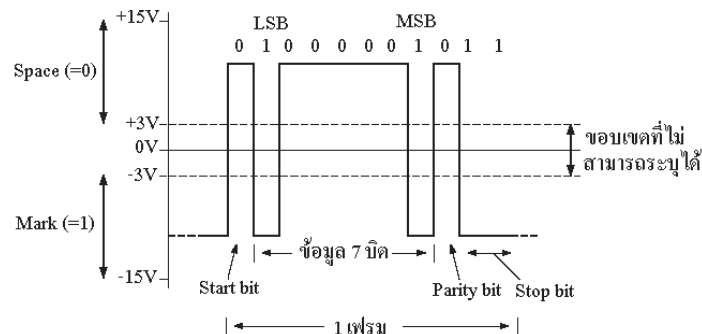 +15V
LSB MSB
0 1 0 0 0 0 0 1 0 1 1
Space (=0)
+3V
0V
-3V
ขอบเขตที่ไม่
สามารถระบุได้
Mark (=1)
-15V
ข้อมูล 7 บิต
Start bit
Parity bit
Stop bit
1 เฟรม